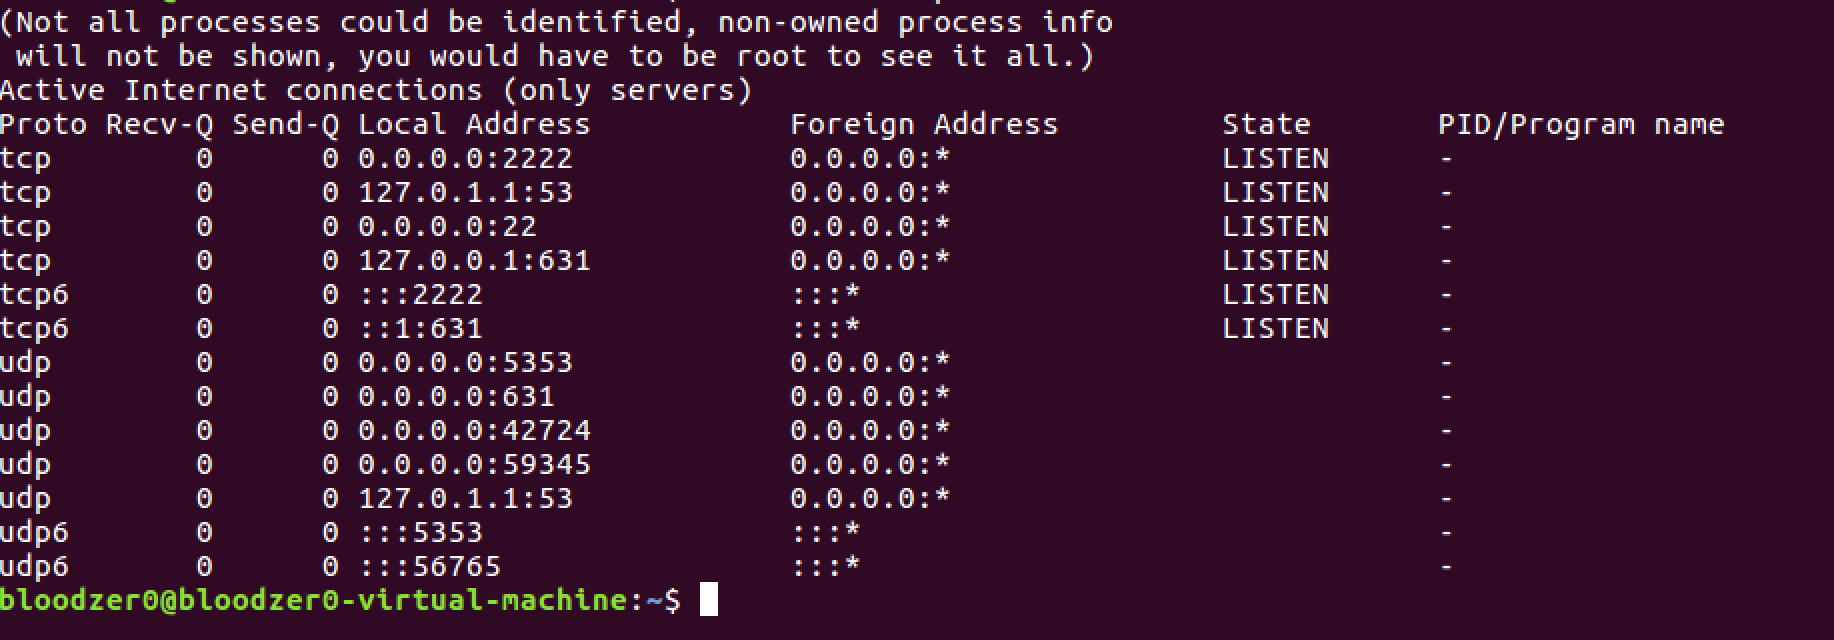 (Not all processes could be identified, non-owned process info
 will not be shown, you would have to be root to see it all.)
Active Internet connections (only servers)
Proto Recv-Q Send-Q Local Address           Foreign Address         State       PID/Program name
tcp        0      0 0.0.0.0:2222            0.0.0.0:*               LISTEN      -
tcp        0      0 127.0.1.1:53            0.0.0.0:*               LISTEN      -
tcp        0      0 0.0.0.0:22              0.0.0.0:*               LISTEN      -
tcp        0      0 127.0.0.1:631           0.0.0.0:*               LISTEN      -
tcp6       0      0 :::2222                 :::*                    LISTEN      -
tcp6       0      0 ::1:631                 :::*                    LISTEN      -
udp        0      0 0.0.0.0:5353            0.0.0.0:*                           -
udp        0      0 0.0.0.0:631             0.0.0.0:*                           -
udp        0      0 0.0.0.0:42724           0.0.0.0:*                           -
udp        0      0 0.0.0.0:59345           0.0.0.0:*                           -
udp        0      0 127.0.1.1:53            0.0.0.0:*                           -
udp6       0      0 :::5353                 :::*                                -
udp6       0      0 :::56765                :::*                                -
bloodzer0@bloodzer0-virtual-machine:~$